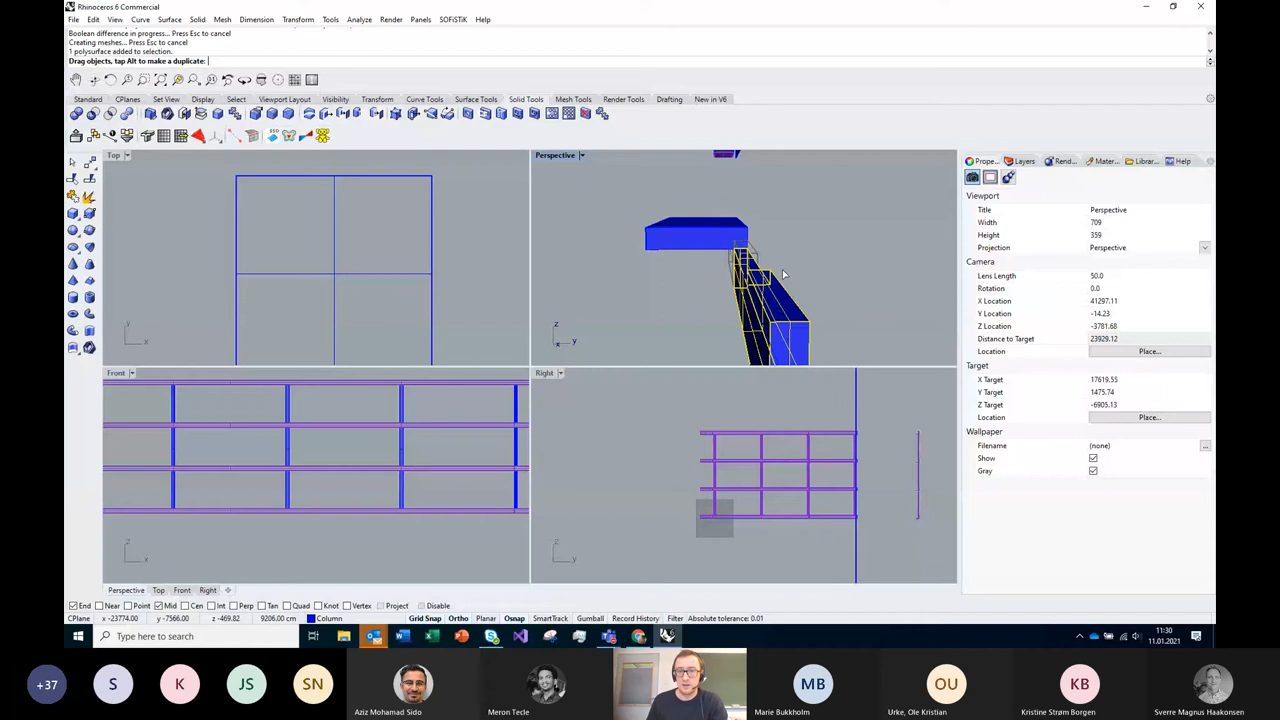 Rhinoceros 6 Commercial
File Edit View Curve Surface Solid Mesh Dimension Transform Tools Analyze Render Panels SOFiSTiK Help
Boolean difference in progress... Press Esc to cancel
Creating meshes... Press Esc to cancel
1 polysurface added to selection.
Drag objects, tap Alt to make a duplicate:
Standard CPlanes Set View Display Select Viewport Layout Visibility Transform Curve Tools Surface Tools Solid Tools Mesh Tools Render Tools Drafting New in V6
Top
Perspective
Prope... Layers Rend... Mater... Librar... Help
Viewport
Title Perspective
Width 709
Height 359
Projection Perspective
Camera
Lens Length 50.0
Rotation 0.0
X Location 41297.11
Y Location -14.23
Z Location -3781.68
Distance to Target 23929.12
Location Place...
Target
X Target 17619.55
Y Target 1475.74
Z Target -6905.13
Location Place...
Wallpaper
Filename (none) ...
Show
Gray
y x
z x y
Front
Right
z x
z y
Perspective Top Front Right
End Near Point Mid Cen Int Perp Tan Quad Knot Vertex Project Disable
CPlane x -23774.00 y -7566.00 z -469.82 9206.00 cm Column Grid Snap Ortho Planar Osnap SmartTrack Gumball Record History Filter Absolute tolerance: 0.01
Type here to search
11:30
11.01.2021
+37 S K JS SN MB OU KB
Aziz Mohamad Sido Meron Tecle Marie Bukkholm Urke, Ole Kristian Kristine Strøm Borgen Sverre Magnus Haakonsen